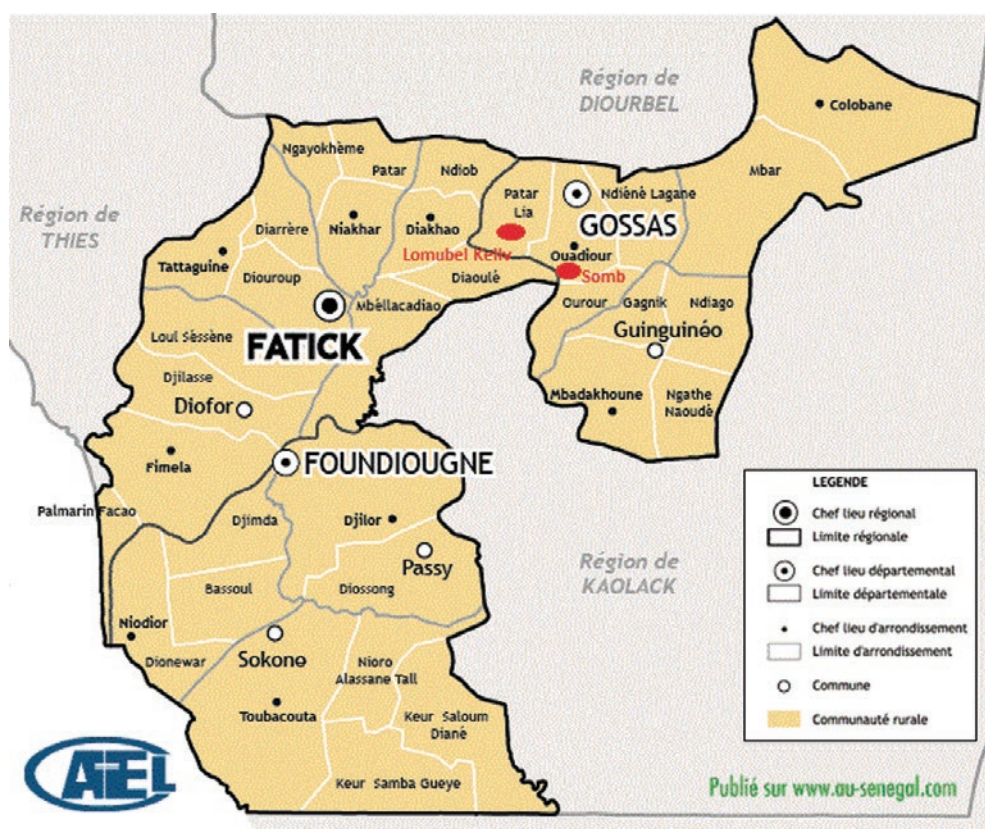 Région de
DIOURBEL
Colobane
Ngayokhème
Patar
Ndiob
Mbar
Patar
Lia
Ndiéné Lagane
Région de
THIES
Diarrère
Niakhar
Diakhao
GOSSAS
Tattaguine
Lomubel Kelly
Ouadiour
Diouroup
Diaoulé
Somb
Mbéllacadiao
Ourour
Gagnik
Ndiago
FATICK
Guinguinéo
Loul Séssène
Djilasse
Diofor
Mbadakhoune
Ngathe
Naoudé
Fimela
FOUNDIOUGNE
Palmarin Facao
Djimda
Djilor
Passy
Région de
KAOLACK
Bassoul
Diossong
Niodior
Dionewar
Sokone
Nioro
Alassane Tall
Toubacouta
Keur Saloum
Diané
Keur Samba Gueye
LEGENDE
Chef lieu régional
Limite régionale
Chef lieu départemental
Limite départementale
Chef lieu d'arrondissement
Limite d'arrondissement
Commune
Communauté rurale
AIEL
Publié sur www.au-senegal.com